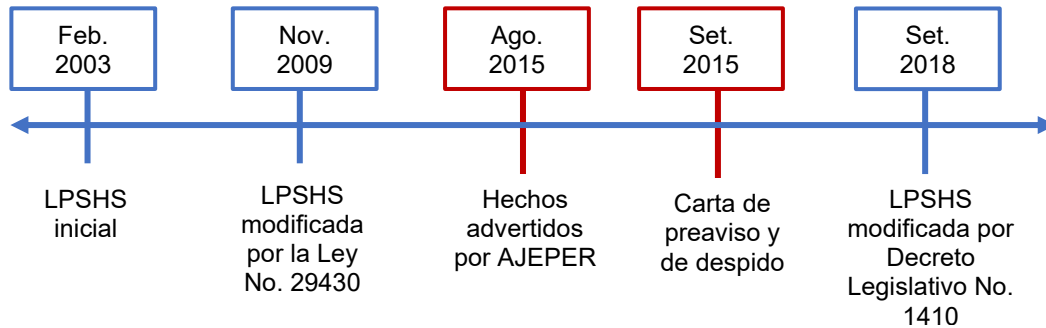 Feb.
2003
Nov.
2009
Ago.
2015
Set.
2015
Set.
2018
LPSHS
inicial
LPSHS
modificada
por la Ley
No. 29430
Hechos
advertidos
por AJEPER
Carta de
preaviso y
de despido
LPSHS
modificada por
Decreto
Legislativo No.
1410